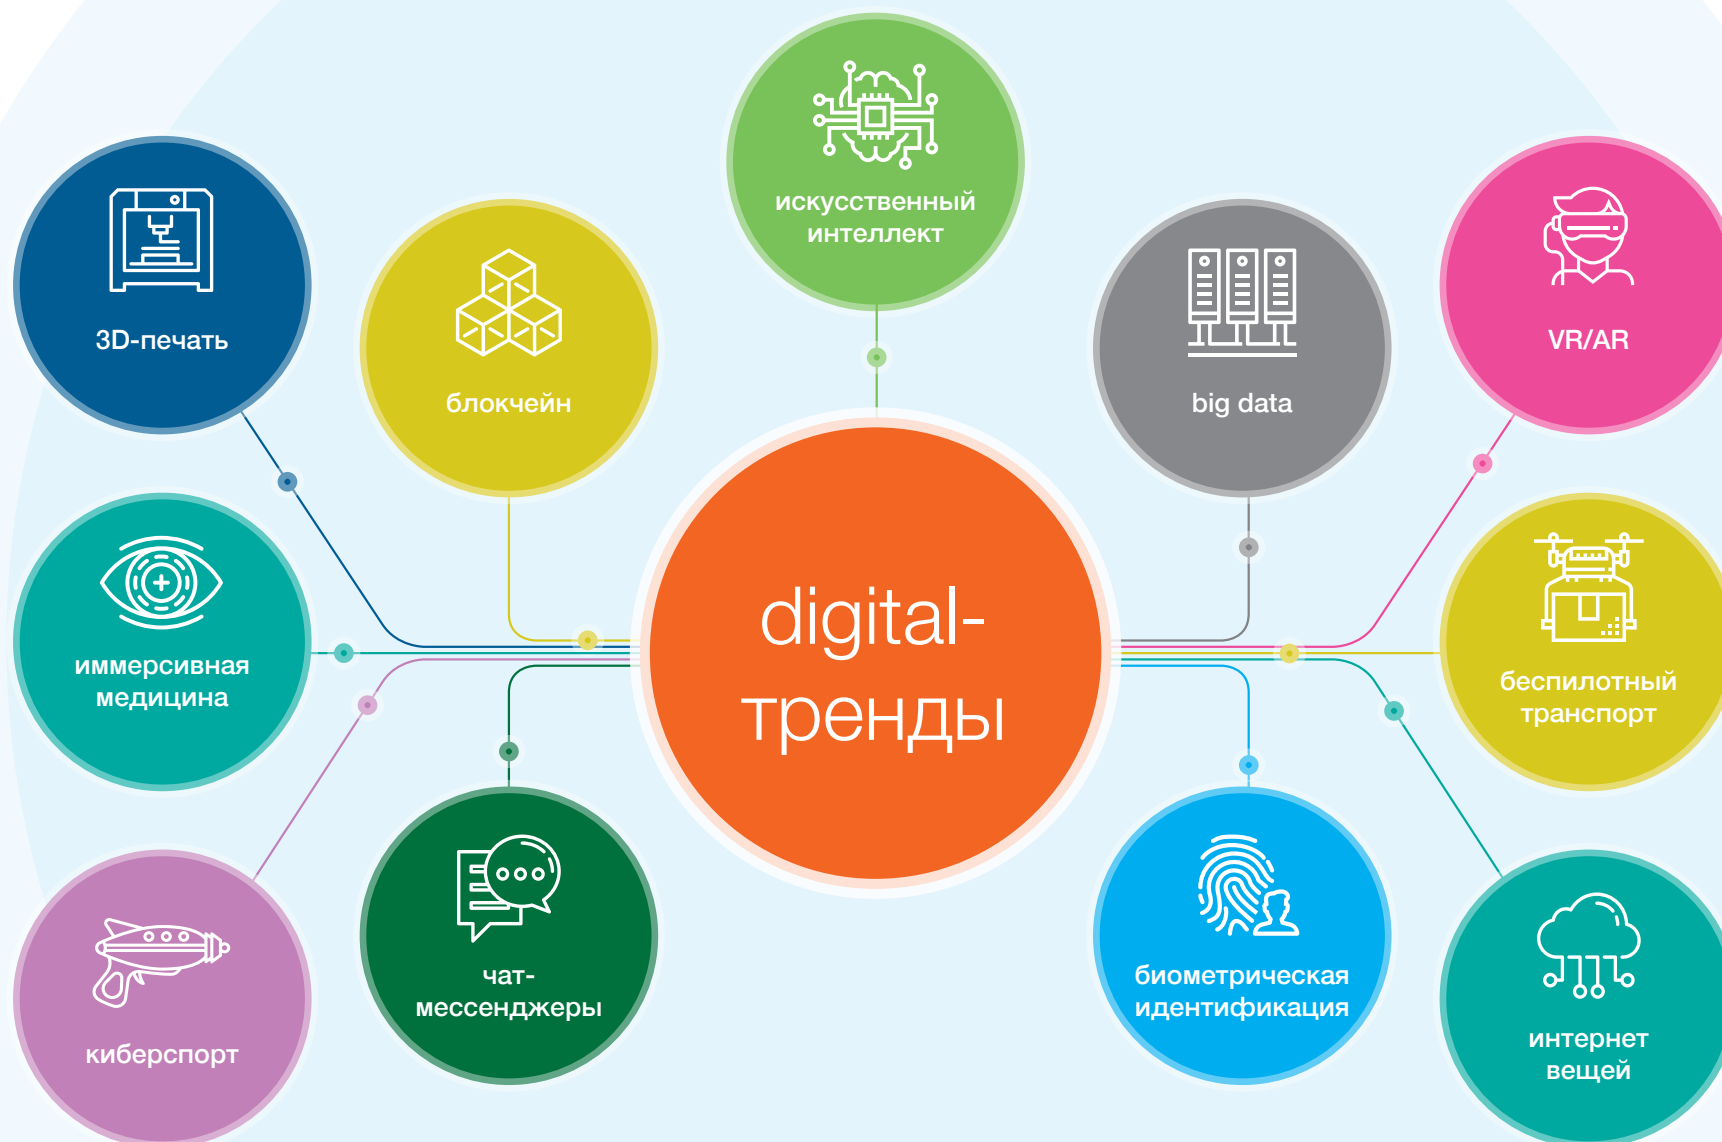 искусственный
интеллект
3D-печать
блокчейн
big data
VR/AR
digital-
тренды
иммерсивная
медицина
беспилотный
транспорт
киберспорт
чат-
мессенджеры
биометрическая
идентификация
интернет
вещей